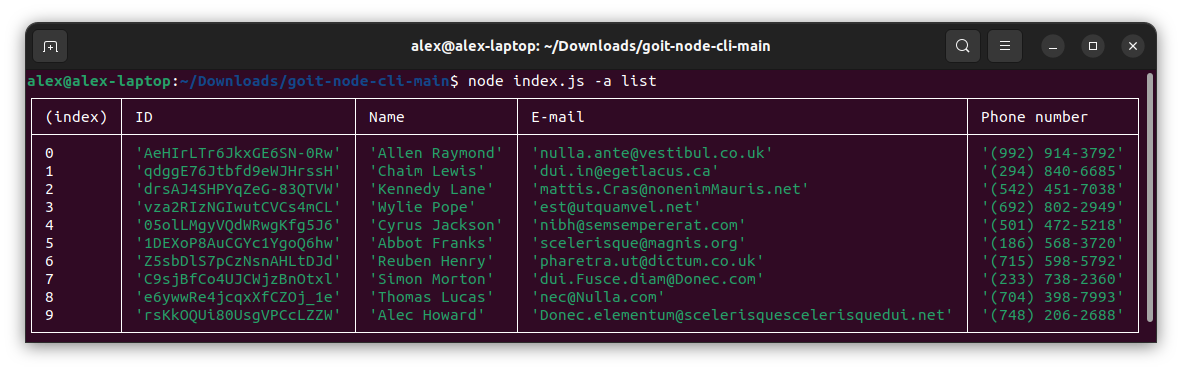 alex@alex-laptop: ~/Downloads/goit-node-cli-main
alex@alex-laptop:~/Downloads/goit-node-cli-main$ node index.js -a list
(index) ID Name E-mail Phone number
0 'AeHIrLTr6JkxGE6SN-0Rw' 'Allen Raymond' 'nulla.ante@vestibul.co.uk' '(992) 914-3792'
1 'qdggE76Jtbfd9eWJHrssH' 'Chaim Lewis' 'dui.in@egetlacus.ca' '(294) 840-6685'
2 'drsAJ4SHPYqZeG-83QTVW' 'Kennedy Lane' 'mattis.Cras@nonenimMauris.net' '(542) 451-7038'
3 'vza2RIzNGIwutCVCs4mCL' 'Wylie Pope' 'est@utquamvel.net' '(692) 802-2949'
4 '05olLMgyVQdWRwgKfg5J6' 'Cyrus Jackson' 'nibh@semsempererat.com' '(501) 472-5218'
5 '1DEXoP8AuCGYc1YgoQ6hw' 'Abbot Franks' 'scelerisque@magnis.org' '(186) 568-3720'
6 'Z5sbDlS7pCzNsnAHLtDJd' 'Reuben Henry' 'pharetra.ut@dictum.co.uk' '(715) 598-5792'
7 'C9sjBfCo4UJCWjzBnOtxl' 'Simon Morton' 'dui.Fusce.diam@Donec.com' '(233) 738-2360'
8 'e6ywwRe4jcqxXfCZOj_1e' 'Thomas Lucas' 'nec@Nulla.com' '(704) 398-7993'
9 'rsKkOQUi80UsgVPCcLZZW' 'Alec Howard' 'Donec.elementum@scelerisquescelerisquedui.net' '(748) 206-2688'